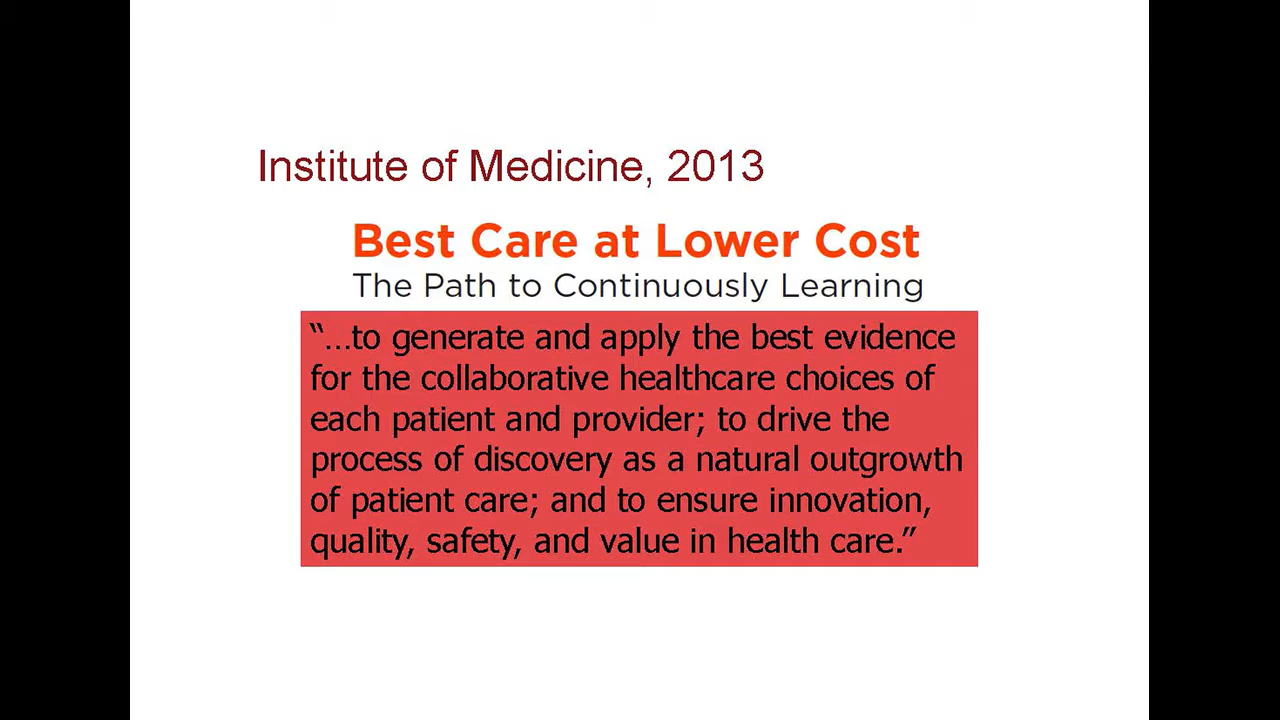 Institute of Medicine, 2013
Best Care at Lower Cost
The Path to Continuously Learning
“...to generate and apply the best evidence
for the collaborative healthcare choices of
each patient and provider; to drive the
process of discovery as a natural outgrowth
of patient care; and to ensure innovation,
quality, safety, and value in health care.”